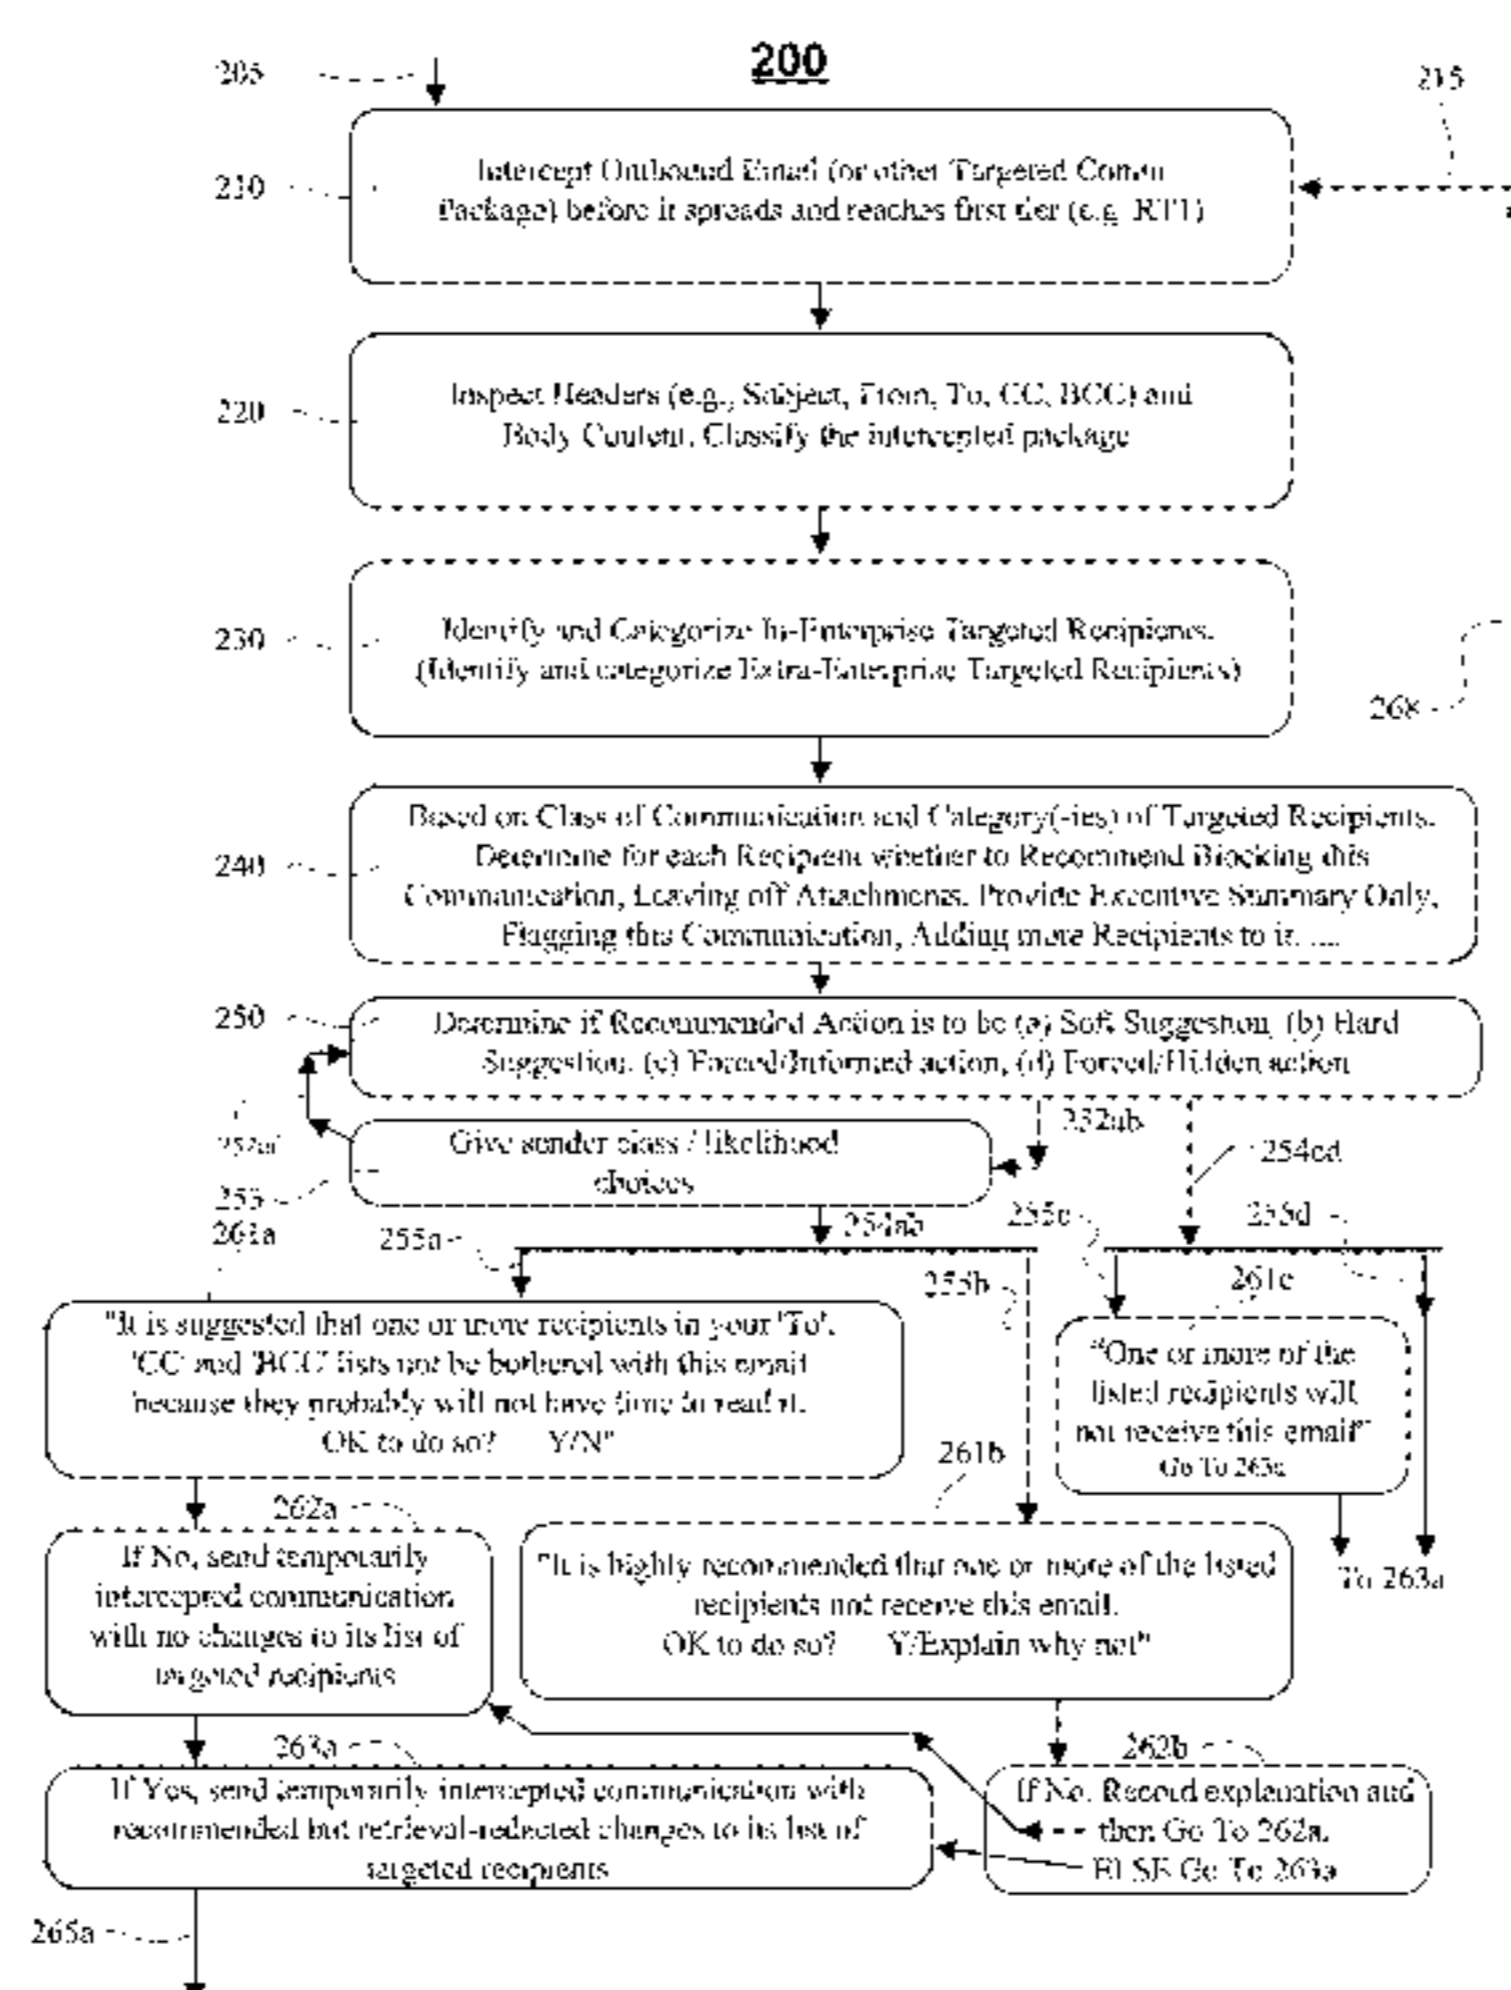 200
205
215
210
Intercept Outbound Email (or other Targeted Comm
Package) before it spreads and reaches first tier (e.g. RT1)
220
Inspect Headers (e.g., Subject, From, To, CC, BCC) and
Body Content. Classify the intercepted package
230
Identify and Categorize In-Enterprise Targeted Recipients.
(Identify and categorize Extra-Enterprise Targeted Recipients)
268
240
Based on Class of Communication and Category(-ies) of Targeted Recipients.
Determine for each Recipient whether to Recommend Blocking this
Communication, Leaving off Attachments. Provide Executive Summary Only,
Flagging this Communication, Adding more Recipients to it ....
250
Determine if Recommended Action is to be (a) Soft Suggestion, (b) Hard
Suggestion. (c) Forced/Informed action, (d) Forced/Hidden action
252ab
254cd
Give sender class / likelihood
choices
253
254ab
255c
255d
261a
255a
255b
261c
"It is suggested that one or more recipients in your 'To',
'CC' and 'BCC' lists not be bothered with this email
because they probably will not have time to read it.
OK to do so? Y/N"
"One or more of the
listed recipients will
not receive this email"
Go To 263a
261b
262a
If No, send temporarily
intercepted communication
with no changes to its list of
targeted recipients
"It is highly recommended that one or more of the listed
recipients not receive this email.
OK to do so? Y/Explain why not"
To 263a
263a
262b
If Yes, send temporarily intercepted communication with
recommended but retrieval-redacted changes to its list of
targeted recipients
If No. Record explanation and
then Go To 262a.
ELSE Go To 263a
265a